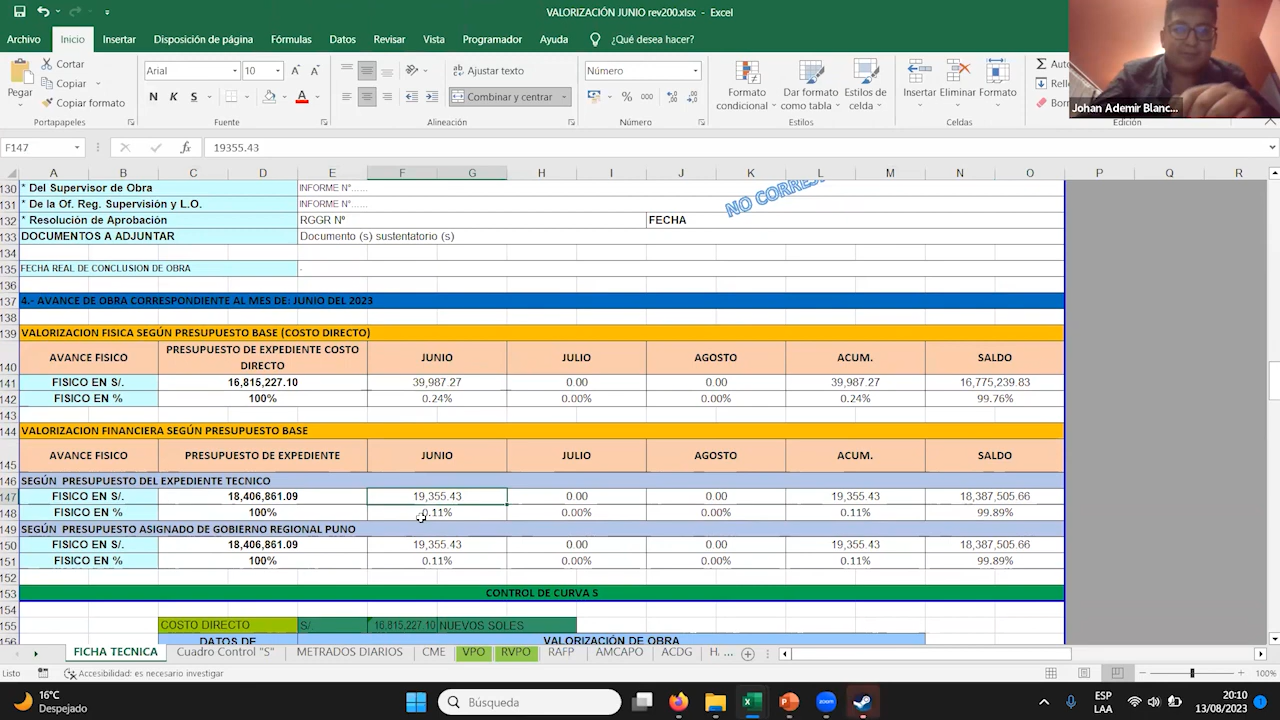 VALORIZACIÓN JUNIO rev200.xlsx - Excel
Archivo Inicio Insertar Disposición de página Fórmulas Datos Revisar Vista Programador Ayuda ¿Qué desea hacer?
Pegar
Cortar
Copiar
Copiar formato
Portapapeles
Arial 10
N K S
Fuente
Ajustar texto
Combinar y centrar
Alineación
Número
% 000
Número
Formato condicional
Dar formato como tabla
Estilos de celda
Estilos
Insertar Eliminar Formato
Celdas
Edición
Johan Ademir Blanc...
F147 fx 19355.43
A B C D E F G H I J K L M N O P Q R
130 * Del Supervisor de Obra INFORME N°......
131 * De la Of. Reg. Supervisión y L.O. INFORME N°......
132 * Resolución de Aprobación RGGR Nº FECHA
133 DOCUMENTOS A ADJUNTAR Documento (s) sustentatorio (s)
134
135 FECHA REAL DE CONCLUSION DE OBRA -
136
137 4.- AVANCE DE OBRA CORRESPONDIENTE AL MES DE: JUNIO DEL 2023
138
139 VALORIZACION FISICA SEGÚN PRESUPUESTO BASE (COSTO DIRECTO)
140 AVANCE FISICO PRESUPUESTO DE EXPEDIENTE COSTO DIRECTO JUNIO JULIO AGOSTO ACUM. SALDO
141 FISICO EN S/. 16,815,227.10 39,987.27 0.00 0.00 39,987.27 16,775,239.83
142 FISICO EN % 100% 0.24% 0.00% 0.00% 0.24% 99.76%
143
144 VALORIZACION FINANCIERA SEGÚN PRESUPUESTO BASE
145 AVANCE FISICO PRESUPUESTO DE EXPEDIENTE JUNIO JULIO AGOSTO ACUM. SALDO
146 SEGÚN PRESUPUESTO DEL EXPEDIENTE TECNICO
147 FISICO EN S/. 18,406,861.09 19,355.43 0.00 0.00 19,355.43 18,387,505.66
148 FISICO EN % 100% 0.11% 0.00% 0.00% 0.11% 99.89%
149 SEGÚN PRESUPUESTO ASIGNADO DE GOBIERNO REGIONAL PUNO
150 FISICO EN S/. 18,406,861.09 19,355.43 0.00 0.00 19,355.43 18,387,505.66
151 FISICO EN % 100% 0.11% 0.00% 0.00% 0.11% 99.89%
152
153 CONTROL DE CURVA S
154
155 COSTO DIRECTO S/. 16,815,227.10 NUEVOS SOLES
156 DATOS DE VALORIZACIÓN DE OBRA
FICHA TECNICA Cuadro Control "S" METRADOS DIARIOS CME VPO RVPO RAFP AMCAPO ACDG
Listo Accesibilidad: es necesario investigar 100%
16°C
Despejado
Búsqueda
zoom
ESP
LAA
20:10
13/08/2023